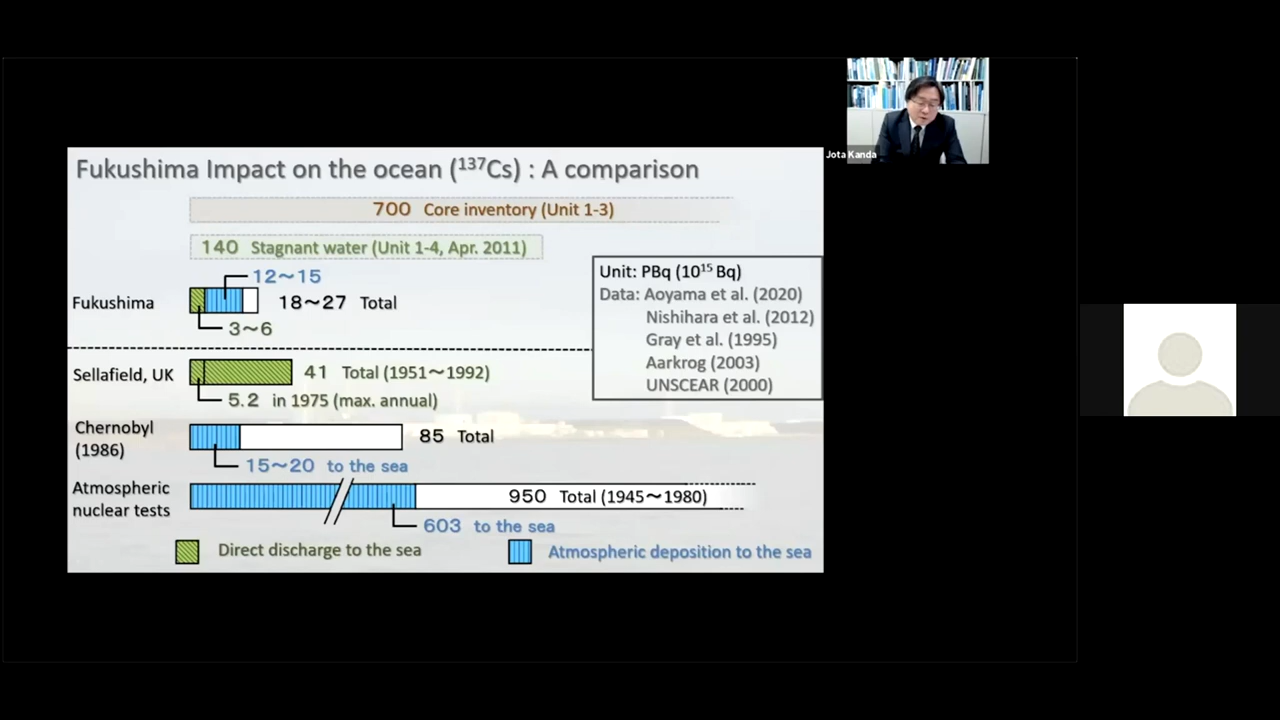 Jota Kanda
Fukushima Impact on the ocean (¹³⁷Cs) : A comparison
700 Core inventory (Unit 1-3)
140 Stagnant water (Unit 1-4, Apr. 2011)
12～15
Fukushima
18～27 Total
3～6
Unit: PBq (10¹⁵ Bq)
Data: Aoyama et al. (2020)
Nishihara et al. (2012)
Gray et al. (1995)
Aarkrog (2003)
UNSCEAR (2000)
Sellafield, UK
41 Total (1951～1992)
5.2 in 1975 (max. annual)
Chernobyl
(1986)
85 Total
15～20 to the sea
Atmospheric
nuclear tests
950 Total (1945～1980)
603 to the sea
Direct discharge to the sea
Atmospheric deposition to the sea